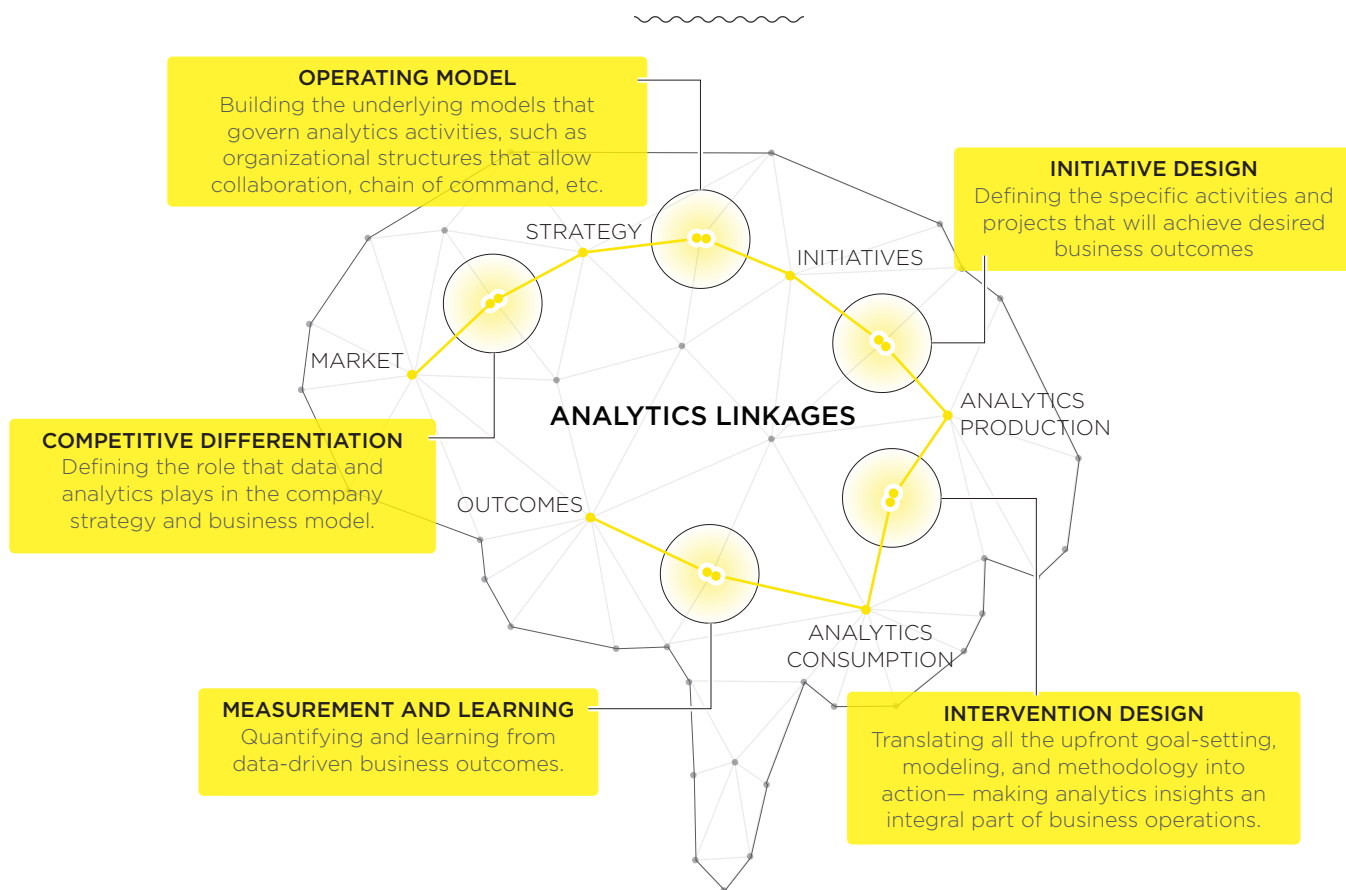 OPERATING MODEL
Building the underlying models that
govern analytics activities, such as
organizational structures that allow
collaboration, chain of command, etc.
INITIATIVE DESIGN
Defining the specific activities and
projects that will achieve desired
business outcomes
STRATEGY
INITIATIVES
MARKET
ANALYTICS LINKAGES
ANALYTICS
PRODUCTION
COMPETITIVE DIFFERENTIATION
Defining the role that data and
analytics plays in the company
strategy and business model.
OUTCOMES
ANALYTICS
CONSUMPTION
MEASUREMENT AND LEARNING
Quantifying and learning from
data-driven business outcomes.
INTERVENTION DESIGN
Translating all the upfront goal-setting,
modeling, and methodology into
action— making analytics insights an
integral part of business operations.